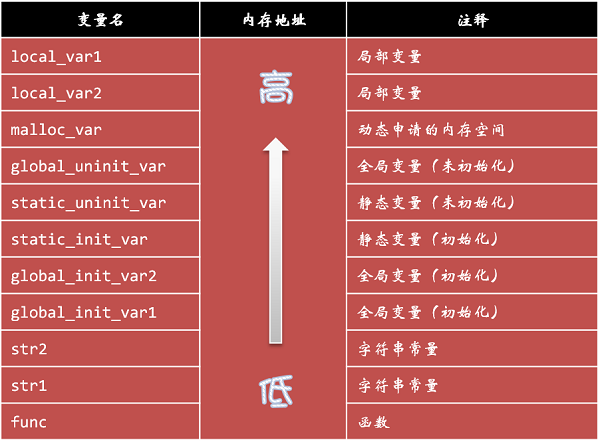 变量名 内存地址 注释
local_var1 局部变量
高
local_var2 局部变量
malloc_var 动态申请的内存空间
global_uninit_var 全局变量（未初始化）
static_uninit_var 静态变量（未初始化）
static_init_var 静态变量（初始化）
global_init_var2 全局变量（初始化）
global_init_var1 全局变量（初始化）
str2 字符串常量
str1 字符串常量
低
func 函数